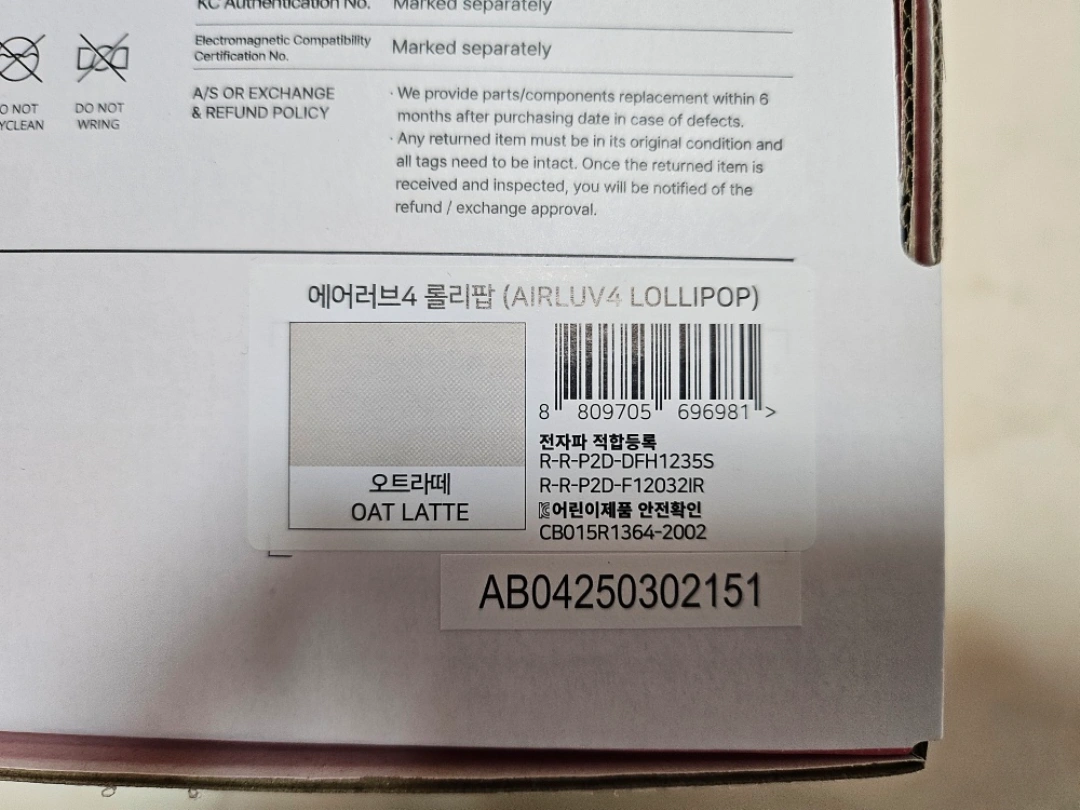 KC Authentication No. Marked separately
Electromagnetic Compatibility
Certification No.
Marked separately
DO NOT
WRING
A/S OR EXCHANGE
& REFUND POLICY
· We provide parts/components replacement within 6
months after purchasing date in case of defects.
· Any returned item must be in its original condition and
all tags need to be intact. Once the returned item is
received and inspected, you will be notified of the
refund / exchange approval.
에어러브4 롤리팝 (AIRLUV4 LOLLIPOP)
8 809705 696981 >
오트라떼
OAT LATTE
전자파 적합등록
R-R-P2D-DFH1235S
R-R-P2D-F12032IR
어린이제품 안전확인
CB015R1364-2002
AB04250302151